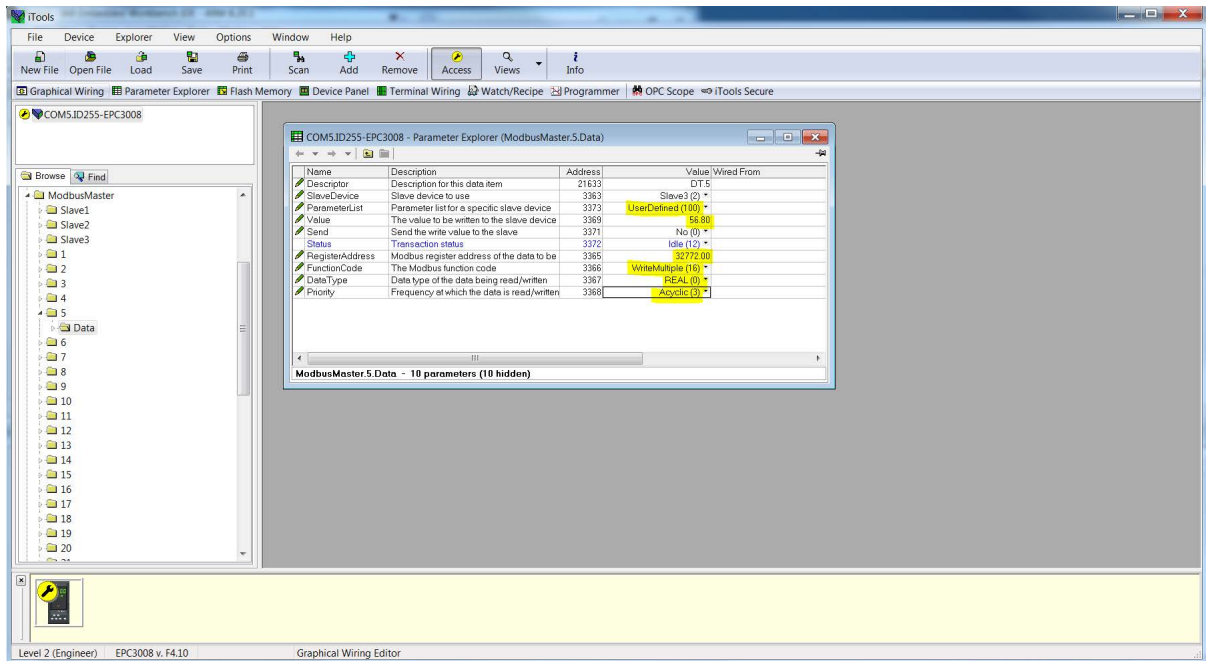 iTools
File Device Explorer View Options Window Help
New File Open File Load Save Print Scan Add Remove Access Views Info
Graphical Wiring Parameter Explorer Flash Memory Device Panel Terminal Wiring Watch/Recipe Programmer OPC Scope iTools Secure
COM5.ID255-EPC3008
Browse Find
ModbusMaster
Slave1
Slave2
Slave3
1
2
3
4
5
Data
6
7
8
9
10
11
12
13
14
15
16
17
18
19
20
COM5.ID255-EPC3008 - Parameter Explorer (ModbusMaster.5.Data)
Name Description Address Value Wired From
Descriptor Description for this data item 21633 DT.5
SlaveDevice Slave device to use 3363 Slave3 (2)
ParameterList Parameter list for a specific slave device 3373 UserDefined (100)
Value The value to be written to the slave device 3369 56.80
Send Send the write value to the slave 3371 No (0)
Status Transaction status 3372 Idle (12)
RegisterAddress Modbus register address of the data to be 3365 32772.00
FunctionCode The Modbus function code 3366 WriteMultiple (16)
DataType Data type of the data being read/written 3367 REAL (0)
Priority Frequency at which the data is read/written 3368 Acyclic (3)
ModbusMaster.5.Data - 10 parameters (10 hidden)
Level 2 (Engineer) EPC3008 v. F4.10 Graphical Wiring Editor